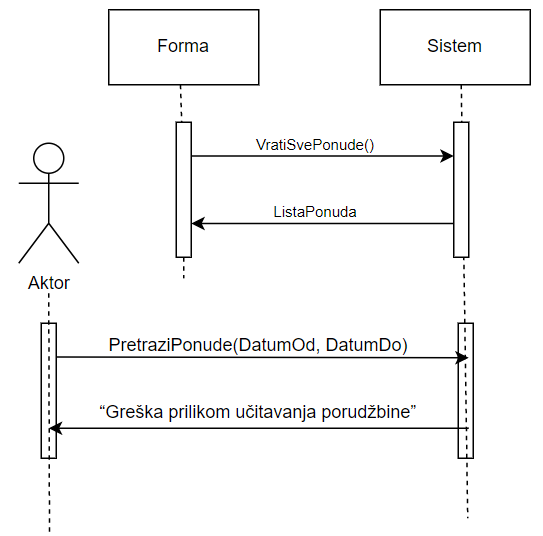 Forma
Sistem
VratiSvePonude()
ListaPonuda
Aktor
PretraziPonude(DatumOd, DatumDo)
“Greška prilikom učitavanja porudžbine”